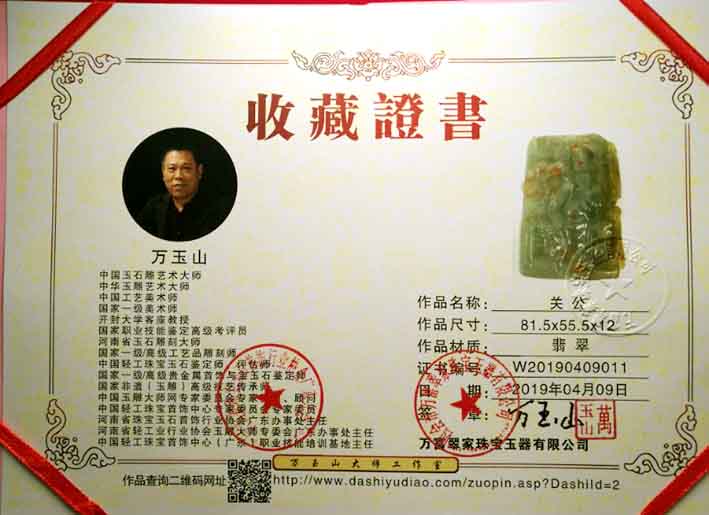 收藏證書
万玉山
中国玉石雕艺术大师
中华玉雕艺术大师
中国工艺美术师
国家一级美术师
开封大学客座教授
国家职业技能鉴定高级考评员
河南省玉石雕刻大师
国家一级/高级工艺品雕刻师
中国轻工珠宝玉石鉴定师 评估师
国家一级/高级贵金属首饰与宝玉石鉴定师
国家非遗(玉雕)高级技艺传承师
中国玉雕大师网专家委员会专家 顾问
中国轻工珠宝首饰中心专家委员会专家委员
河南省珠宝玉石首饰行业协会广东办事处主任
河南省轻工业行业协会玉雕大师专委会广东办事处主任
中国轻工珠宝首饰中心(广东)职业技能培训基地主任
作品名称: 关公
作品尺寸: 81.5x55.5x12
作品材质: 翡翠
证书编号: W20190409011
日 期: 2019年04月09日
签 章: 万玉山
萬玉山
万富翠家珠宝玉器有限公司
万玉山大师工作室
作品查询二维码网址 http://www.dashiyudiao.com/zuopin.asp?DashiId=2